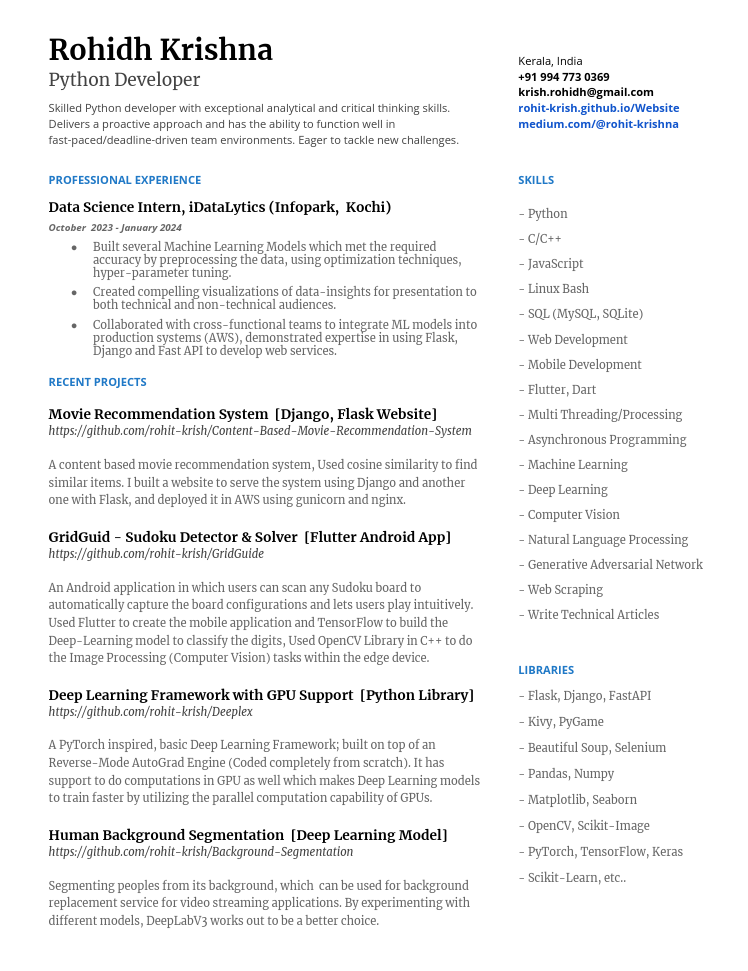 Rohidh Krishna
Python Developer
Skilled Python developer with exceptional analytical and critical thinking skills.
Delivers a proactive approach and has the ability to function well in
fast-paced/deadline-driven team environments. Eager to tackle new challenges.
Kerala, India
+91 994 773 0369
krish.rohidh@gmail.com
rohit-krish.github.io/Website
medium.com/@rohit-krishna
PROFESSIONAL EXPERIENCE
Data Science Intern, iDataLytics (Infopark,  Kochi)
October  2023 - January 2024
● Built several Machine Learning Models which met the required
accuracy by preprocessing the data, using optimization techniques,
hyper-parameter tuning.
● Created compelling visualizations of data-insights for presentation to
both technical and non-technical audiences.
● Collaborated with cross-functional teams to integrate ML models into
production systems (AWS), demonstrated expertise in using Flask,
Django and Fast API to develop web services.
RECENT PROJECTS
Movie Recommendation System  [Django, Flask Website]
https://github.com/rohit-krish/Content-Based-Movie-Recommendation-System
A content based movie recommendation system, Used cosine similarity to find
similar items. I built a website to serve the system using Django and another
one with Flask, and deployed it in AWS using gunicorn and nginx.
GridGuid - Sudoku Detector & Solver  [Flutter Android App]
https://github.com/rohit-krish/GridGuide
An Android application in which users can scan any Sudoku board to
automatically capture the board configurations and lets users play intuitively.
Used Flutter to create the mobile application and TensorFlow to build the
Deep-Learning model to classify the digits, Used OpenCV Library in C++ to do
the Image Processing (Computer Vision) tasks within the edge device.
Deep Learning Framework with GPU Support  [Python Library]
https://github.com/rohit-krish/Deeplex
A PyTorch inspired, basic Deep Learning Framework; built on top of an
Reverse-Mode AutoGrad Engine (Coded completely from scratch). It has
support to do computations in GPU as well which makes Deep Learning models
to train faster by utilizing the parallel computation capability of GPUs.
Human Background Segmentation  [Deep Learning Model]
https://github.com/rohit-krish/Background-Segmentation
Segmenting peoples from its background, which  can be used for background
replacement service for video streaming applications. By experimenting with
different models, DeepLabV3 works out to be a better choice.
SKILLS
- Python
- C/C++
- JavaScript
- Linux Bash
- SQL (MySQL, SQLite)
- Web Development
- Mobile Development
- Flutter, Dart
- Multi Threading/Processing
- Asynchronous Programming
- Machine Learning
- Deep Learning
- Computer Vision
- Natural Language Processing
- Generative Adversarial Network
- Web Scraping
- Write Technical Articles
LIBRARIES
- Flask, Django, FastAPI
- Kivy, PyGame
- Beautiful Soup, Selenium
- Pandas, Numpy
- Matplotlib, Seaborn
- OpenCV, Scikit-Image
- PyTorch, TensorFlow, Keras
- Scikit-Learn, etc..